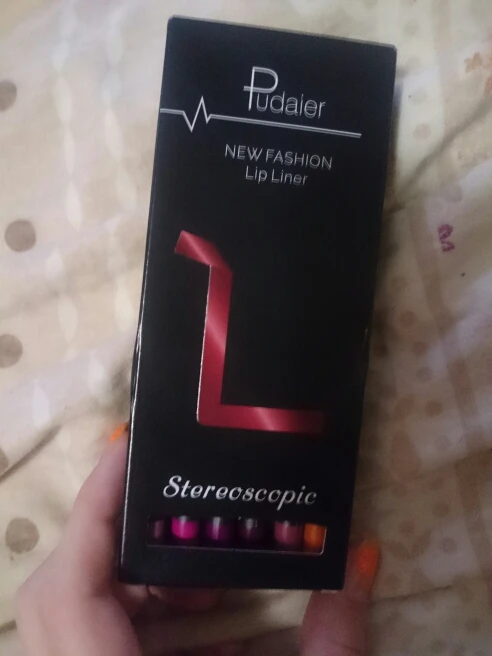 Pudaier
NEW FASHION
Lip Liner
Stereoscopic